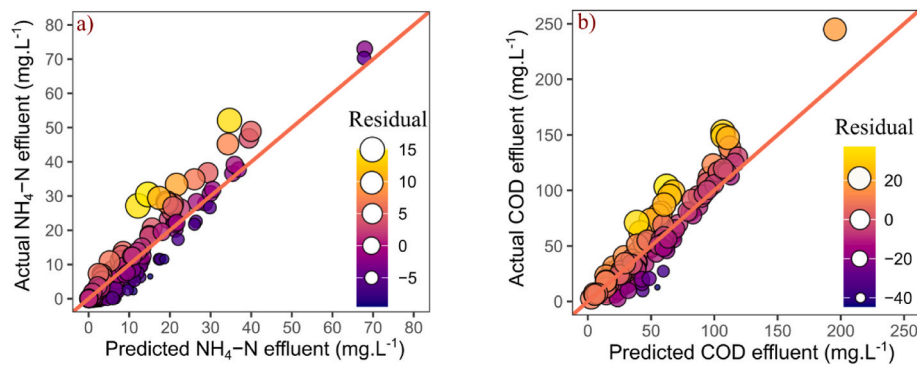 a)
Actual NH₄−N effluent (mg.L⁻¹)
80
70
60
50
40
30
20
10
0
0 10 20 30 40 50 60 70 80
Predicted NH₄−N effluent (mg.L⁻¹)
Residual
15
10
5
0
−5
b)
Actual COD effluent (mg.L⁻¹)
250
200
150
100
50
0
0 50 100 150 200 250
Predicted COD effluent (mg.L⁻¹)
Residual
20
0
−20
−40